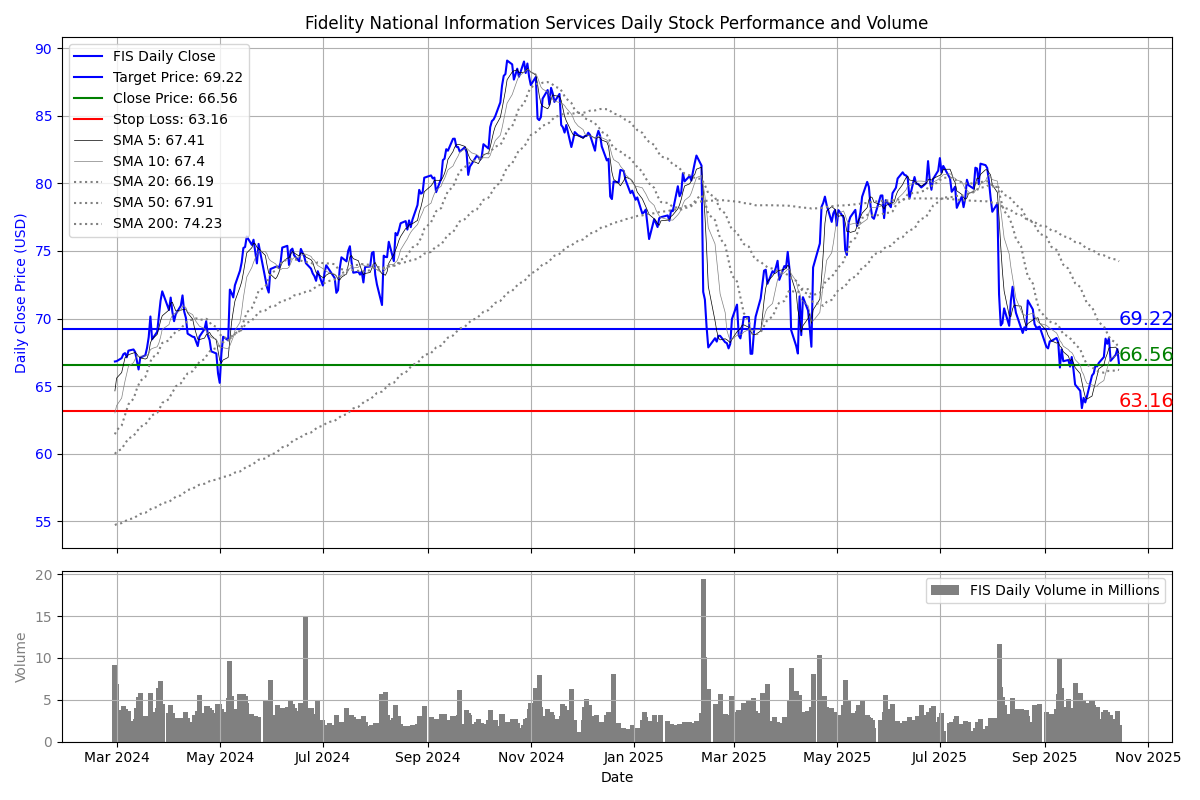 Fidelity National Information Services Daily Stock Performance and Volume
Daily Close Price (USD)
90
85
80
75
70
65
60
55
FIS Daily Close
Target Price: 69.22
Close Price: 66.56
Stop Loss: 63.16
SMA 5: 67.41
SMA 10: 67.4
SMA 20: 66.19
SMA 50: 67.91
SMA 200: 74.23
69.22
66.56
63.16
Volume
20
15
10
5
0
FIS Daily Volume in Millions
Mar 2024 May 2024 Jul 2024 Sep 2024 Nov 2024 Jan 2025 Mar 2025 May 2025 Jul 2025 Sep 2025 Nov 2025
Date